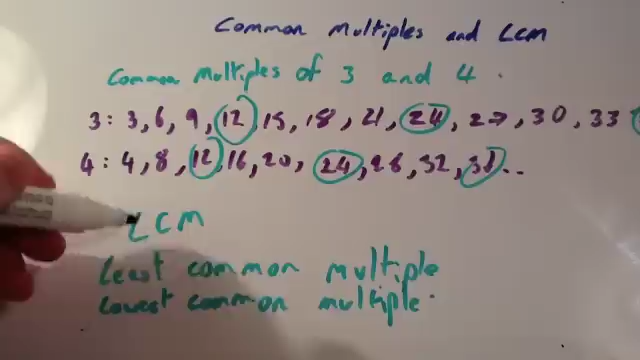 Common Multiples and LCM
Common multiples of 3 and 4.
3: 3, 6, 9, 12, 15, 18, 21, 24, 27, 30, 33
4: 4, 8, 12, 16, 20, 24, 28, 32, ..
LCM
Least common multiple
Lowest common multiple.